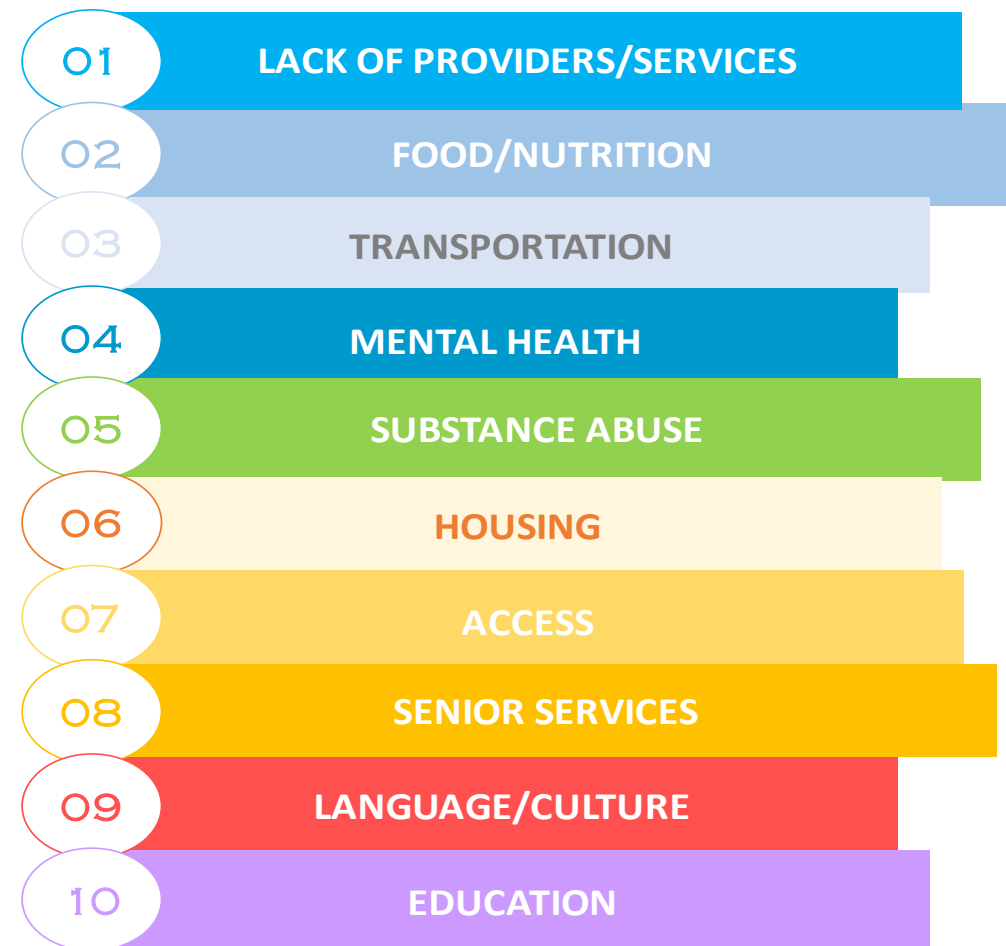 01 LACK OF PROVIDERS/SERVICES
02 FOOD/NUTRITION
03 TRANSPORTATION
04 MENTAL HEALTH
05 SUBSTANCE ABUSE
06 HOUSING
07 ACCESS
08 SENIOR SERVICES
09 LANGUAGE/CULTURE
10 EDUCATION